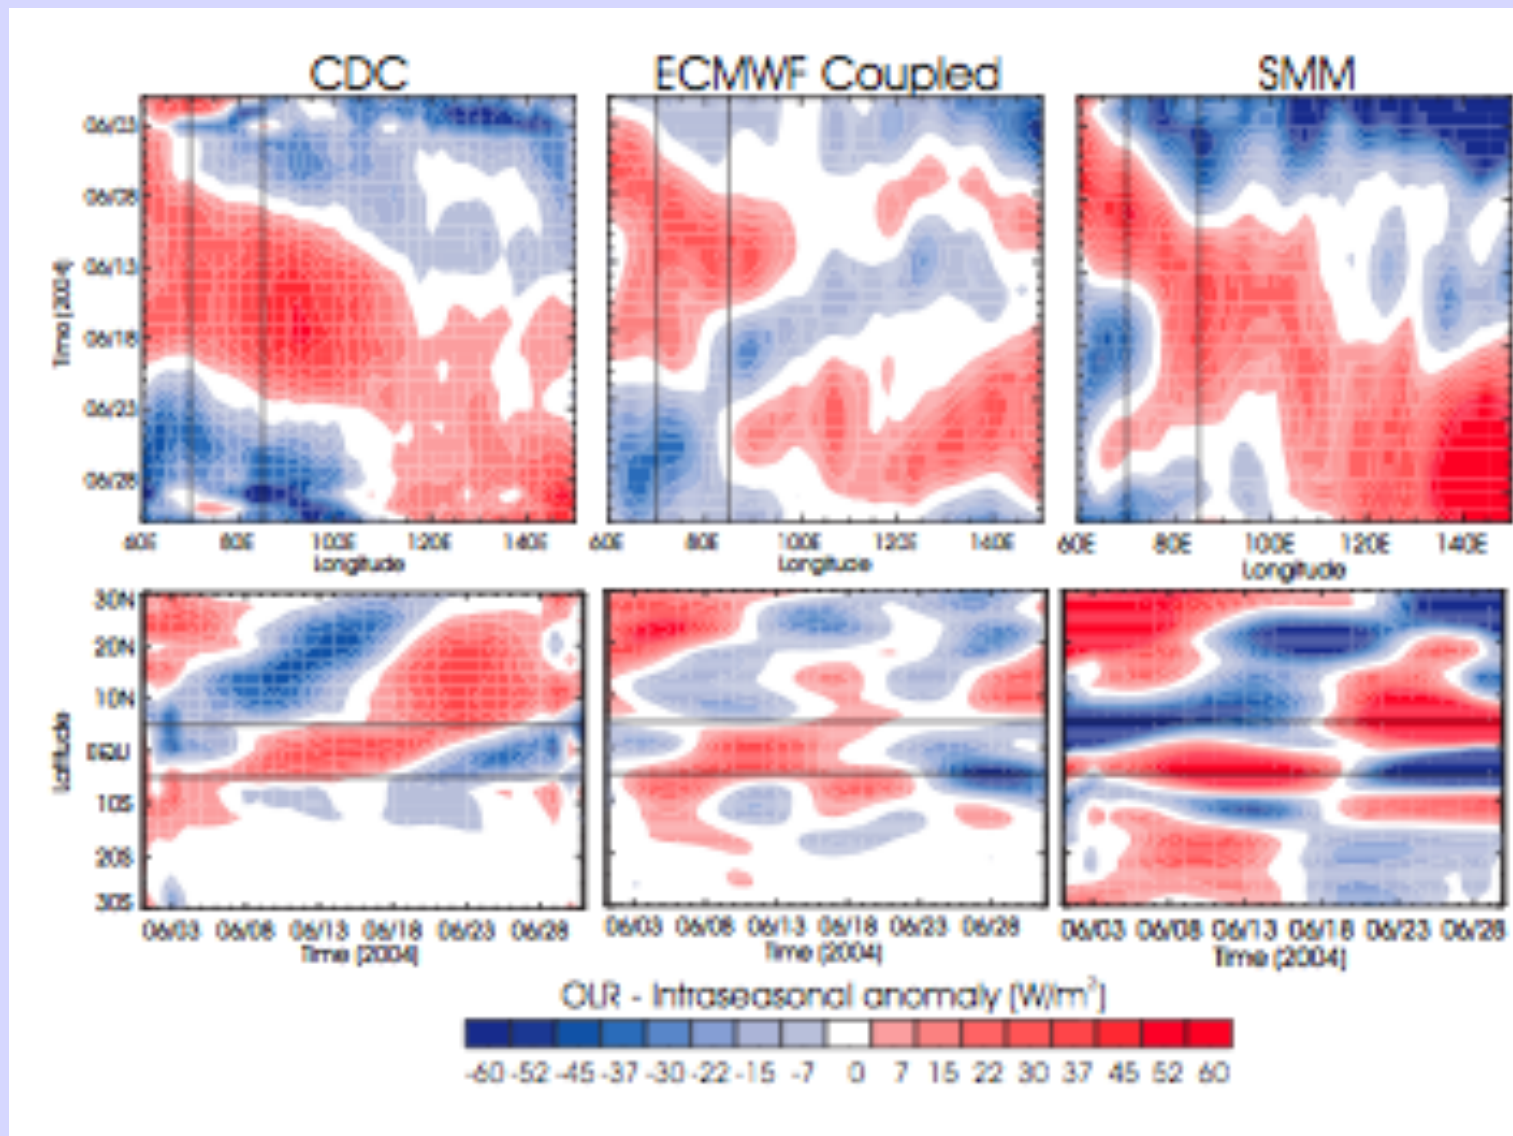 CDC ECMWF Coupled SMM
06/03
06/08
06/13
06/18
06/23
06/28
Time (2004)
60E 80E 100E 120E 140E 60E 80E 100E 120E 140E 60E 80E 100E 120E 140E
Longitude Longitude Longitude
30N
20N
10N
EQU
10S
20S
30S
Latitude
06/03 06/08 06/13 06/18 06/23 06/28 06/03 06/08 06/13 06/18 06/23 06/28 06/03 06/08 06/13 06/18 06/23 06/28
Time (2004) Time (2004) Time (2004)
OLR - Intraseasonal anomaly (W/m²)
-60 -52 -45 -37 -30 -22 -15 -7 0 7 15 22 30 37 45 52 60